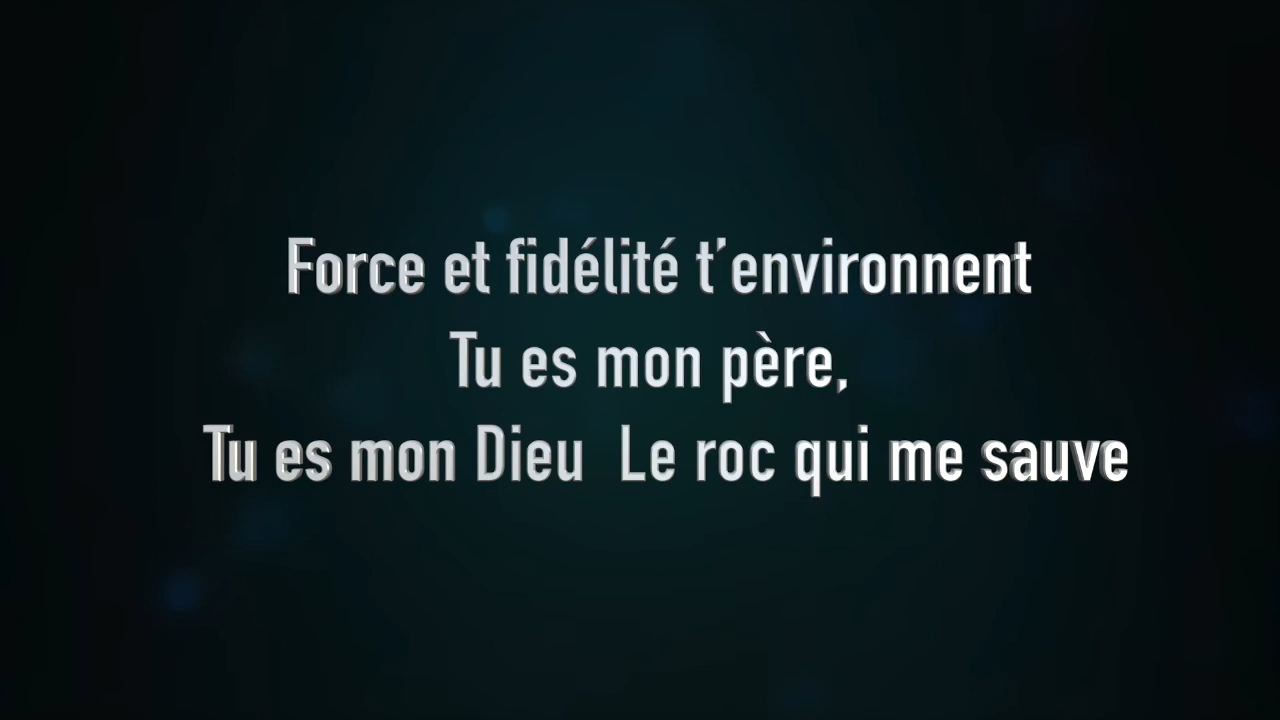 Force et fidélité t’environnent
Tu es mon père,
Tu es mon Dieu  Le roc qui me sauve